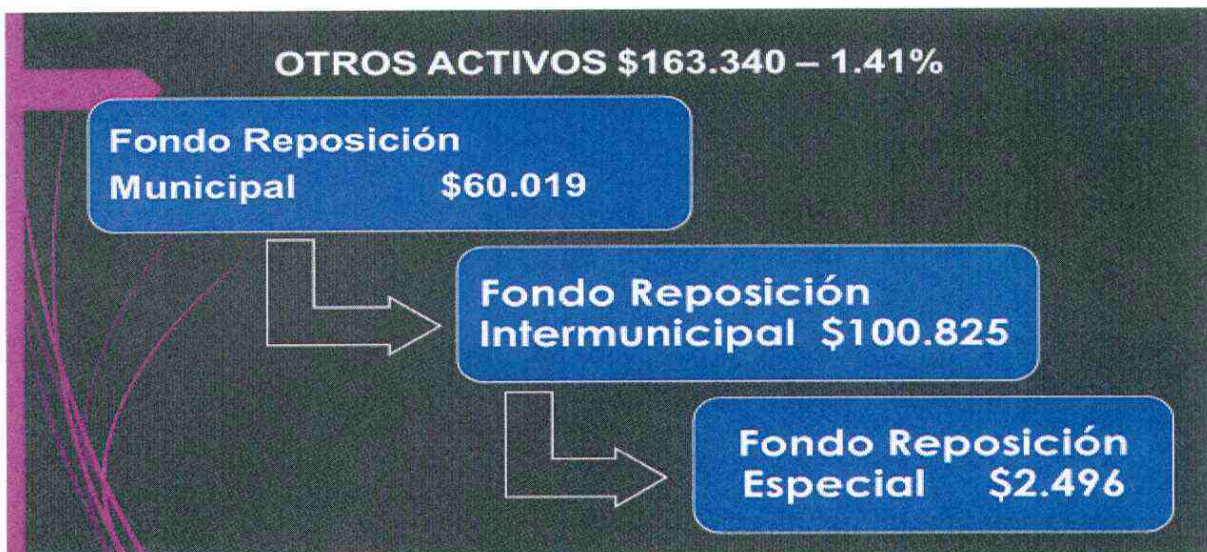 OTROS ACTIVOS $163.340 – 1.41%
Fondo Reposición
Municipal $60.019
Fondo Reposición
Intermunicipal $100.825
Fondo Reposición
Especial $2.496